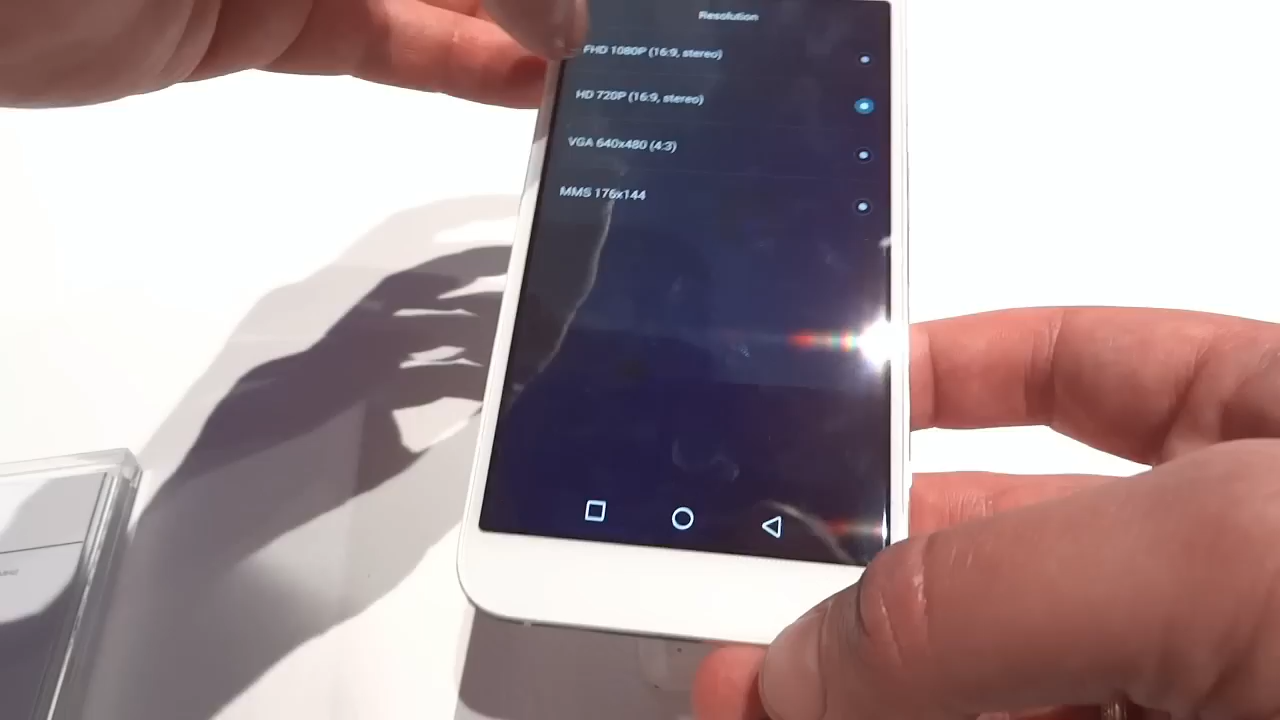 Resolution
FHD 1080P (16:9, stereo)
HD 720P (16:9, stereo)
VGA 640x480 (4:3)
MMS 176x144